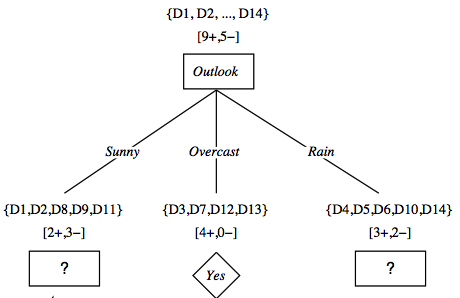 {D1, D2, ..., D14}
[9+,5−]
Outlook
Sunny
Overcast
Rain
{D1,D2,D8,D9,D11}
{D3,D7,D12,D13}
{D4,D5,D6,D10,D14}
[2+,3−]
[4+,0−]
[3+,2−]
?
Yes
?